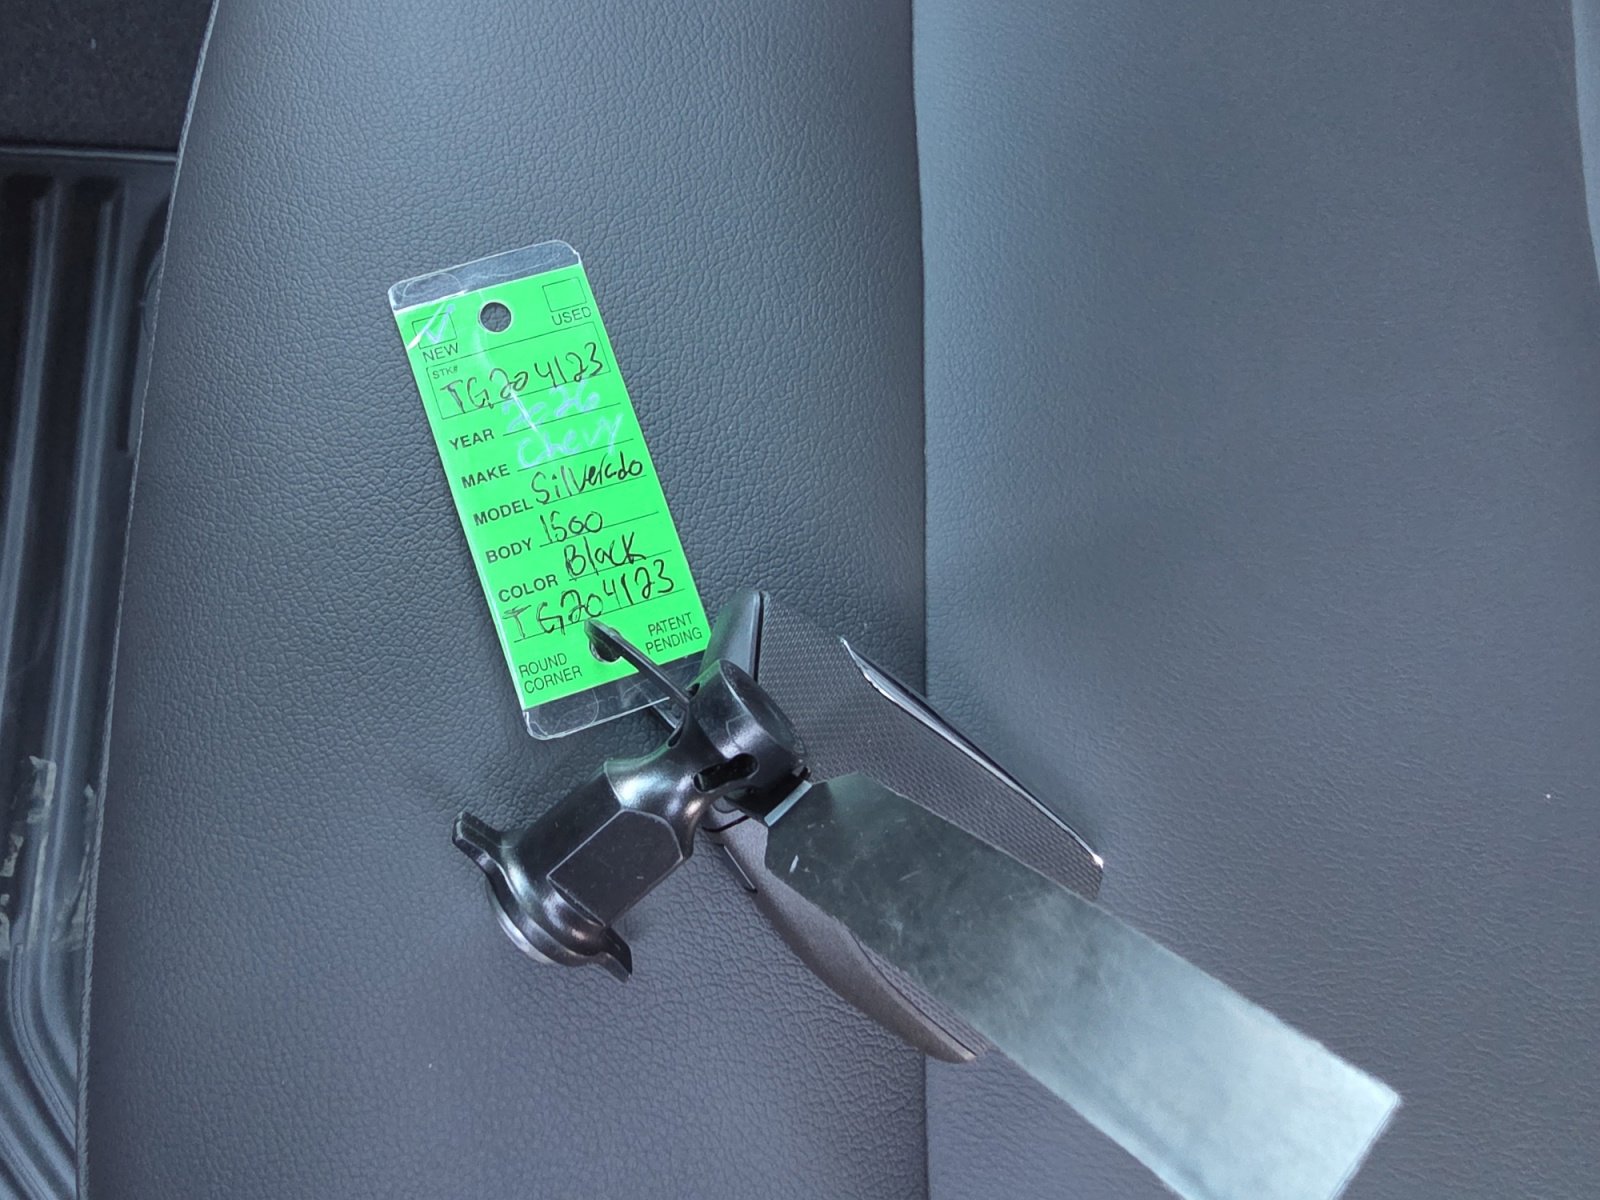 NEW USED
STK# TG204123
YEAR 2026
MAKE Chevy
MODEL Silverado
BODY 1500
COLOR Black
TG204123
ROUND CORNER PATENT PENDING